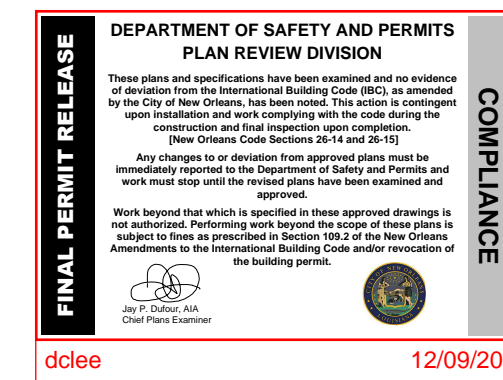 FINAL PERMIT RELEASE
DEPARTMENT OF SAFETY AND PERMITS
PLAN REVIEW DIVISION
These plans and specifications have been examined and no evidence
of deviation from the International Building Code (IBC), as amended
by the City of New Orleans, has been noted. This action is contingent
upon installation and work complying with the code during the
construction and final inspection upon completion.
[New Orleans Code Sections 26-14 and 26-15]
Any changes to or deviation from approved plans must be
immediately reported to the Department of Safety and Permits and
work must stop until the revised plans have been examined and
approved.
Work beyond that which is specified in these approved drawings is
not authorized. Performing work beyond the scope of these plans is
subject to fines as prescribed in Section 109.2 of the New Orleans
Amendments to the International Building Code and/or revocation of
the building permit.
Jay P. Dufour, AIA
Chief Plans Examiner
CITY OF NEW ORLEANS
LOUISIANA
COMPLIANCE
dclee
12/09/20